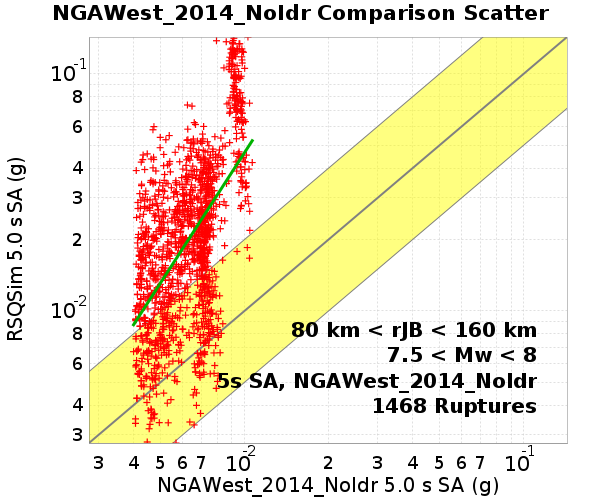 NGAWest_2014_NoIdr Comparison Scatter
RSQSim 5.0 s SA (g)
10^-1
8
6
4
3
2
10^-2
8
6
4
3
80 km < rJB < 160 km
7.5 < Mw < 8
5s SA, NGAWest_2014_NoIdr
1468 Ruptures
3 4 5 6 7 10^-2 2 3 4 5 6 7 10^-1
NGAWest_2014_NoIdr 5.0 s SA (g)